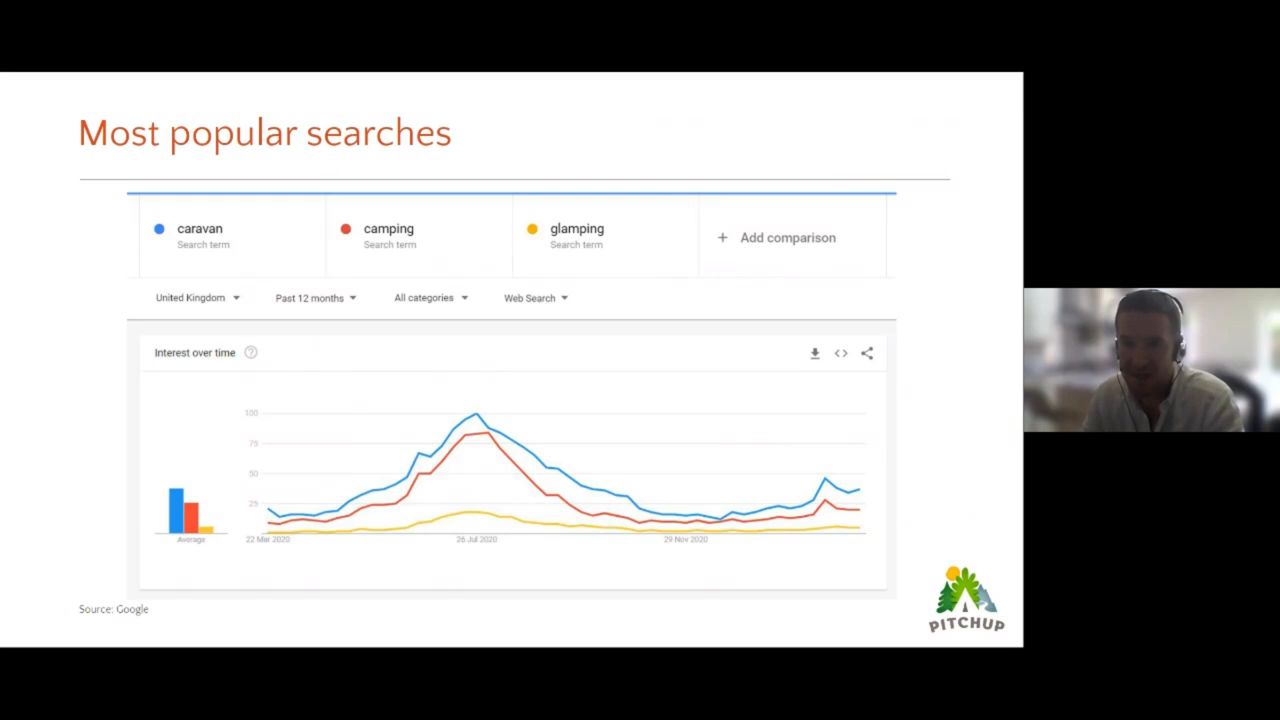 Most popular searches
caravan
Search term
camping
Search term
glamping
Search term
+ Add comparison
United Kingdom
Past 12 months
All categories
Web Search
Interest over time ?
100
75
50
25
Average
22 Mar 2020
26 Jul 2020
29 Nov 2020
Source: Google
PITCHUP